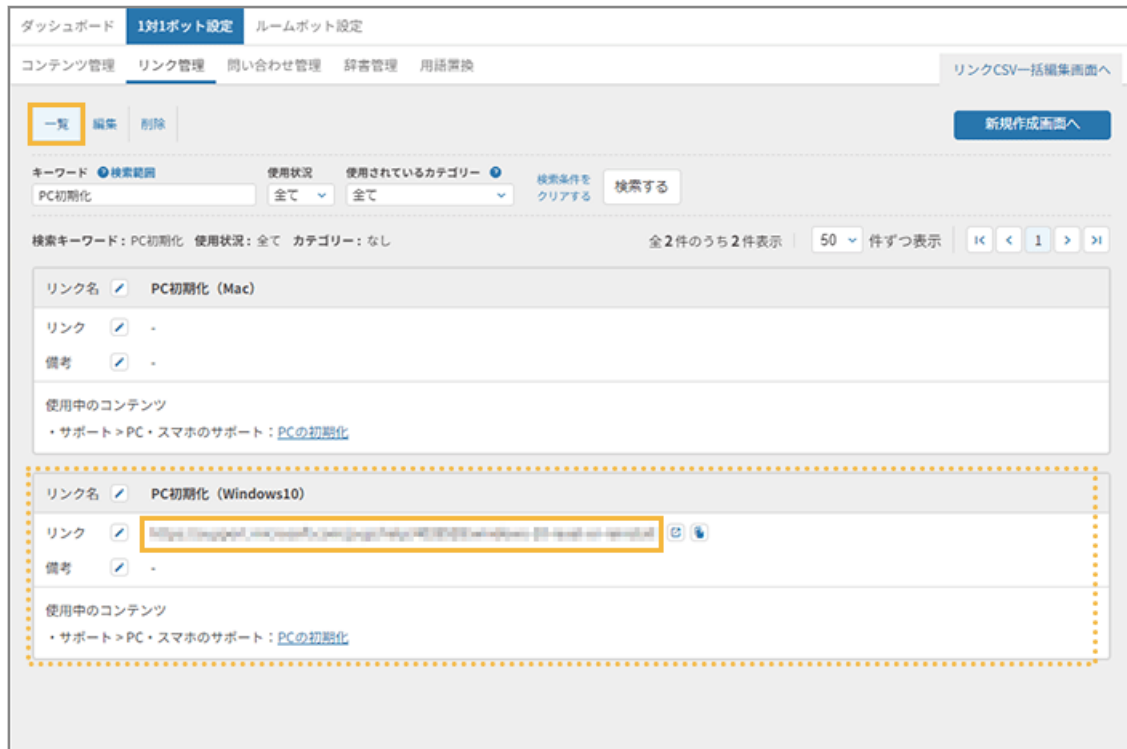 ダッシュボード 1対1ボット設定 ルームボット設定
コンテンツ管理 リンク管理 問い合わせ管理 辞書管理 用語置換 リンクCSV一括編集画面へ
一覧 編集 削除 新規作成画面へ
キーワード ?検索範囲 使用状況 使用されているカテゴリー ?
PC初期化 全て 全て 検索条件をクリアする 検索する
検索キーワード：PC初期化 使用状況：全て カテゴリー：なし 全2件のうち2件表示 50 件ずつ表示 1
リンク名 PC初期化（Mac）
リンク -
備考 -
使用中のコンテンツ
・サポート > PC・スマホのサポート：PCの初期化
リンク名 PC初期化（Windows10）
リンク
備考 -
使用中のコンテンツ
・サポート > PC・スマホのサポート：PCの初期化